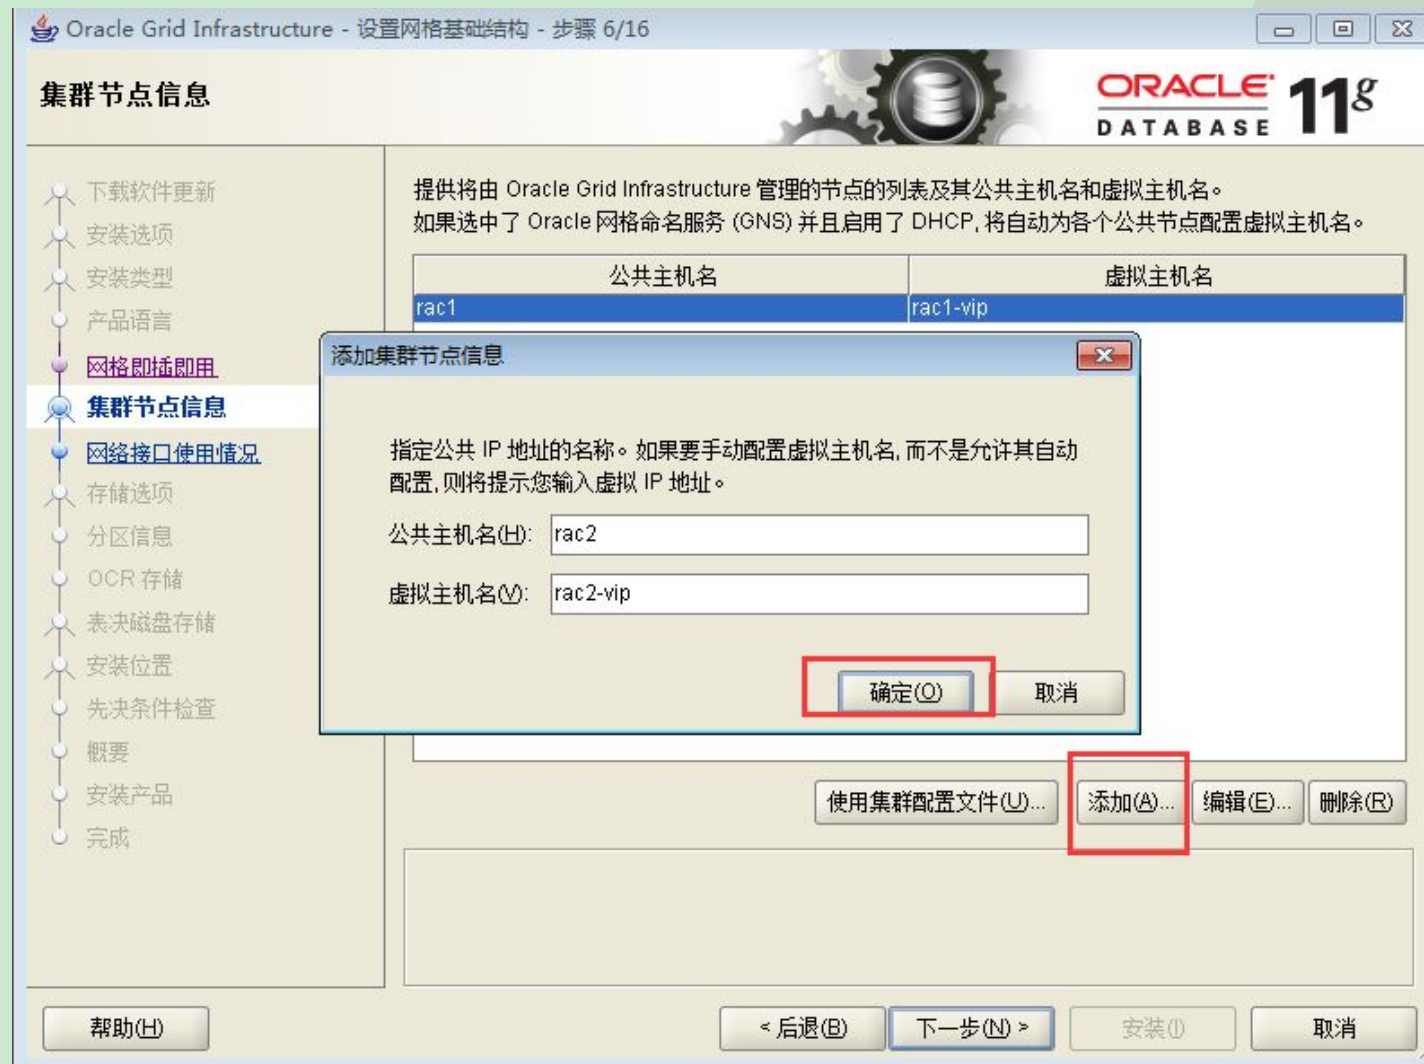 Oracle Grid Infrastructure - 设置网格基础结构 - 步骤 6/16
集群节点信息
ORACLE
DATABASE
11g
下载软件更新
安装选项
安装类型
产品语言
网格即插即用
集群节点信息
网络接口使用情况
存储选项
分区信息
OCR 存储
表决磁盘存储
安装位置
先决条件检查
概要
安装产品
完成
提供将由 Oracle Grid Infrastructure 管理的节点的列表及其公共主机名和虚拟主机名。
如果选中了 Oracle 网格命名服务 (GNS) 并且启用了 DHCP, 将自动为各个公共节点配置虚拟主机名。
公共主机名 虚拟主机名
rac1 rac1-vip
添加集群节点信息
指定公共 IP 地址的名称。如果要手动配置虚拟主机名, 而不是允许其自动
配置, 则将提示您输入虚拟 IP 地址。
公共主机名(H): rac2
虚拟主机名(V): rac2-vip
确定(O) 取消
使用集群配置文件(U)... 添加(A)... 编辑(E)... 删除(R)
帮助(H) < 后退(B) 下一步(N) > 安装(I) 取消